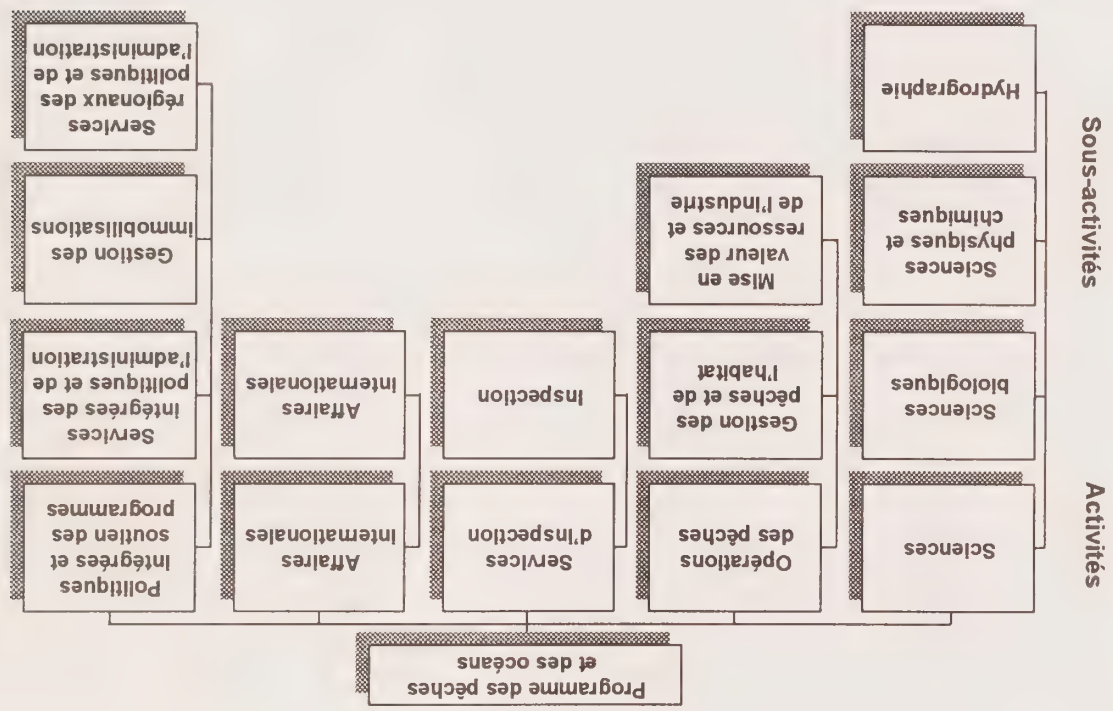 Programme des pêches
et des océans
Activités
Sciences
Opérations
des pêches
Services
d'inspection
Affaires
internationales
Politiques
intégrées et
soutien des
programmes
Sous-activités
Sciences
biologiques
Gestion des
pêches et de
l'habitat
Inspection
Affaires
internationales
Services
intégrés des
politiques et de
l'administration
Sciences
physiques et
chimiques
Mise en
valeur des
ressources et
de l'industrie
Gestion des
immobilisations
Hydrographie
Services
régionaux des
politiques et de
l'administration